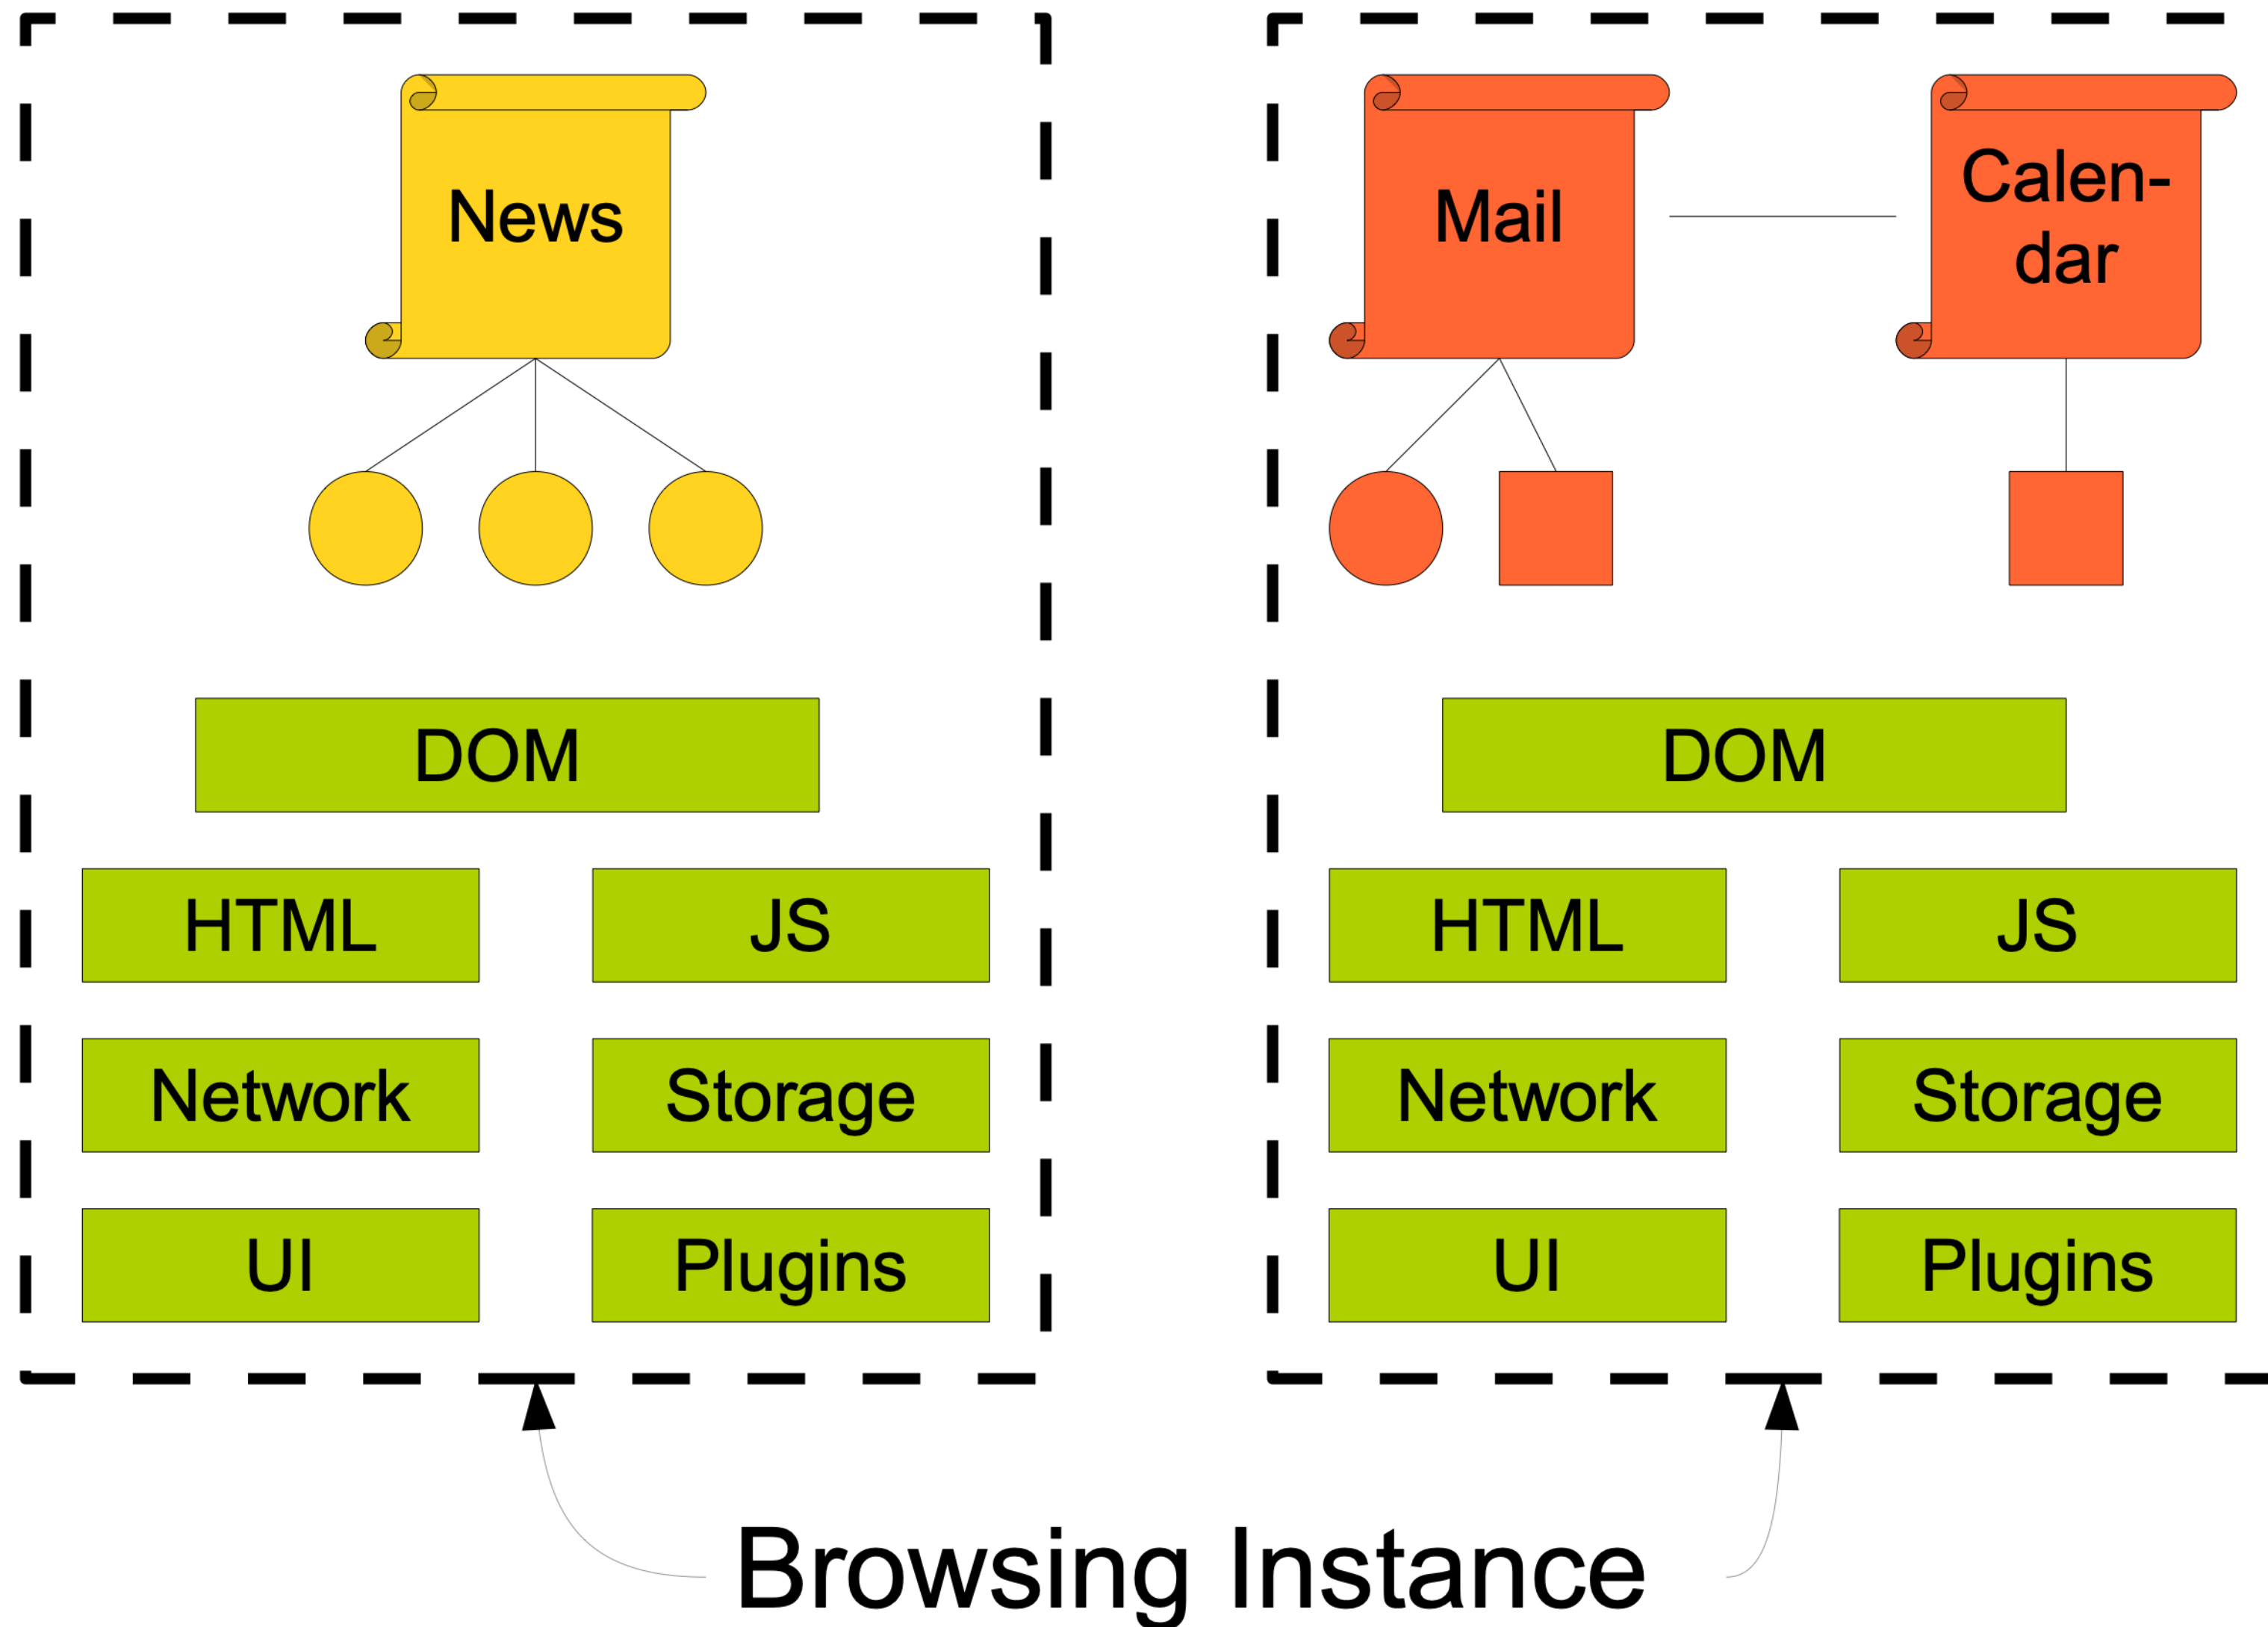 News
Mail
Calen-
dar
DOM
DOM
HTML
JS
HTML
JS
Network
Storage
Network
Storage
UI
Plugins
UI
Plugins
Browsing Instance